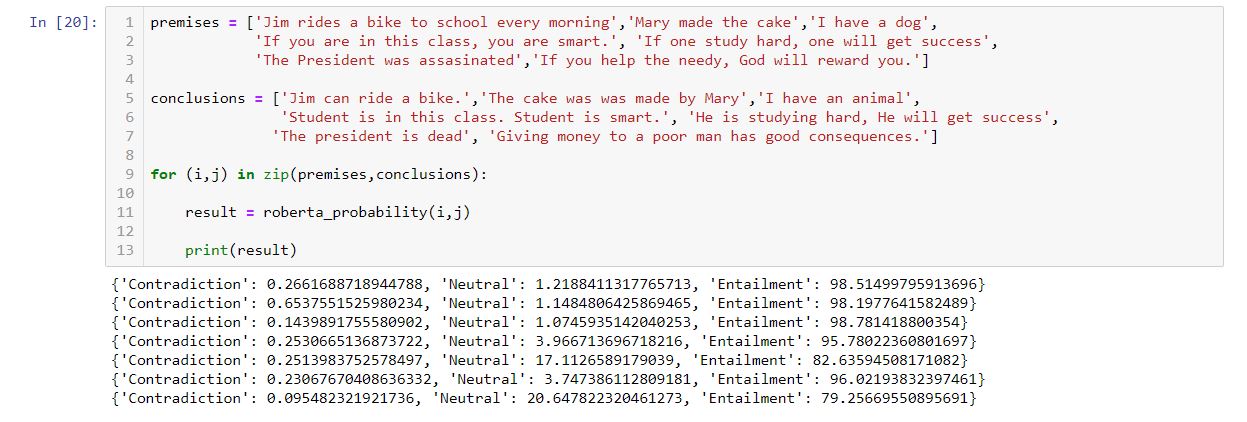 In [20]:
1 premises = ['Jim rides a bike to school every morning','Mary made the cake','I have a dog',
2 'If you are in this class, you are smart.', 'If one study hard, one will get success',
3 'The President was assasinated','If you help the needy, God will reward you.']
4
5 conclusions = ['Jim can ride a bike.','The cake was was made by Mary','I have an animal',
6 'Student is in this class. Student is smart.', 'He is studying hard, He will get success',
7 'The president is dead', 'Giving money to a poor man has good consequences.']
8
9 for (i,j) in zip(premises,conclusions):
10
11 result = roberta_probability(i,j)
12
13 print(result)
{'Contradiction': 0.2661688718944788, 'Neutral': 1.2188411317765713, 'Entailment': 98.51499795913696}
{'Contradiction': 0.6537551525980234, 'Neutral': 1.1484806425869465, 'Entailment': 98.1977641582489}
{'Contradiction': 0.1439891755580902, 'Neutral': 1.0745935142040253, 'Entailment': 98.781418800354}
{'Contradiction': 0.2530665136873722, 'Neutral': 3.966713696718216, 'Entailment': 95.78022360801697}
{'Contradiction': 0.2513983752578497, 'Neutral': 17.1126589179039, 'Entailment': 82.63594508171082}
{'Contradiction': 0.23067670408636332, 'Neutral': 3.747386112809181, 'Entailment': 96.02193832397461}
{'Contradiction': 0.095482321921736, 'Neutral': 20.647822320461273, 'Entailment': 79.25669550895691}